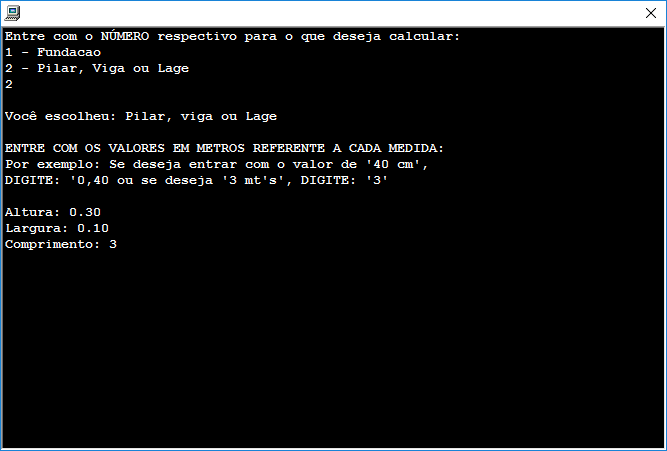 Entre com o NÚMERO respectivo para o que deseja calcular:
1 - Fundacao
2 - Pilar, Viga ou Lage
2
Você escolheu: Pilar, viga ou Lage
ENTRE COM OS VALORES EM METROS REFERENTE A CADA MEDIDA:
Por exemplo: Se deseja entrar com o valor de '40 cm',
DIGITE: '0,40 ou se deseja '3 mt's', DIGITE: '3'
Altura: 0.30
Largura: 0.10
Comprimento: 3